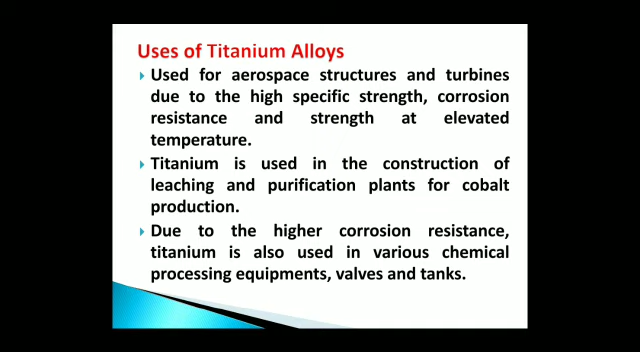 Uses of Titanium Alloys
Used for aerospace structures and turbines
due to the high specific strength, corrosion
resistance and strength at elevated
temperature.
Titanium is used in the construction of
leaching and purification plants for cobalt
production.
Due to the higher corrosion resistance,
titanium is also used in various chemical
processing equipments, valves and tanks.